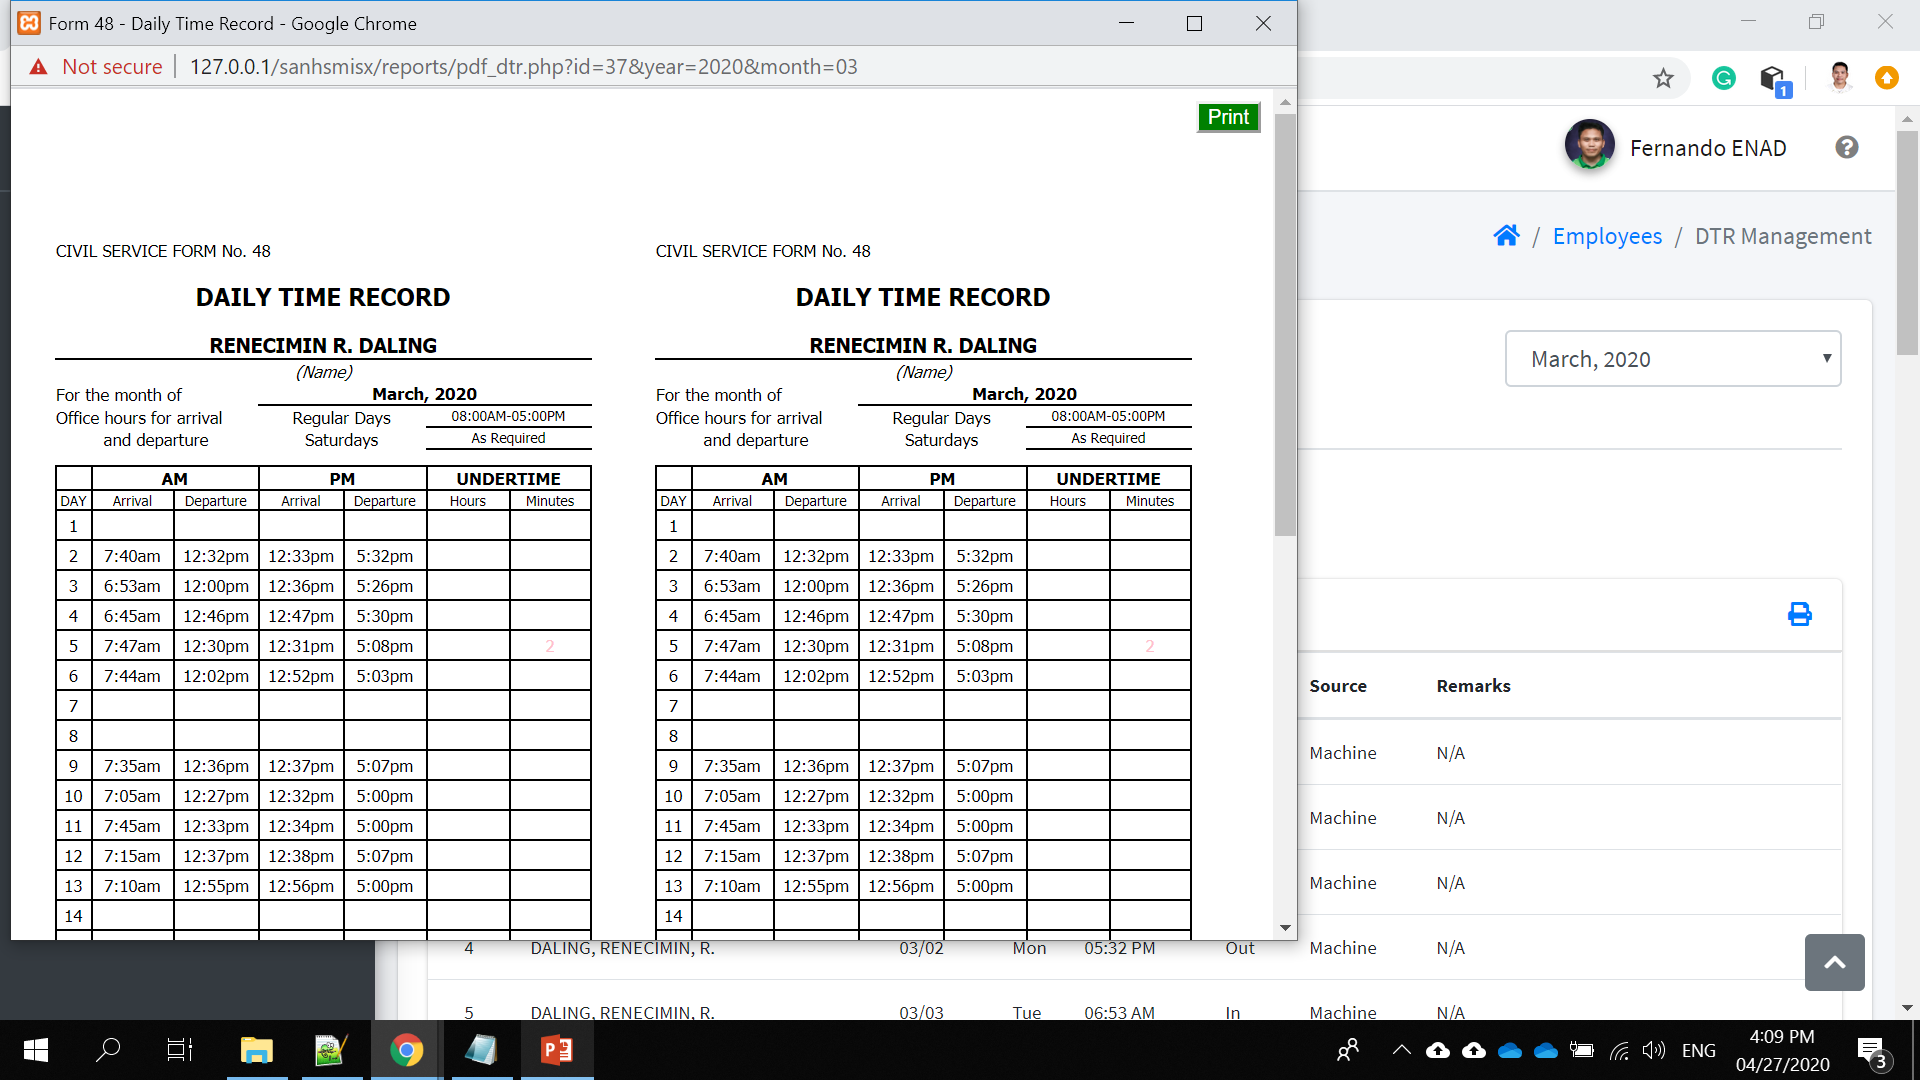 Form 48 - Daily Time Record - Google Chrome
Not secure 127.0.0.1/sanhsmisx/reports/pdf_dtr.php?id=37&year=2020&month=03
Print
CIVIL SERVICE FORM No. 48
DAILY TIME RECORD
RENECIMIN R. DALING
(Name)
For the month of March, 2020
Office hours for arrival Regular Days 08:00AM-05:00PM
and departure Saturdays As Required
AM PM UNDERTIME
DAY Arrival Departure Arrival Departure Hours Minutes
1
2 7:40am 12:32pm 12:33pm 5:32pm
3 6:53am 12:00pm 12:36pm 5:26pm
4 6:45am 12:46pm 12:47pm 5:30pm
5 7:47am 12:30pm 12:31pm 5:08pm 2
6 7:44am 12:02pm 12:52pm 5:03pm
7
8
9 7:35am 12:36pm 12:37pm 5:07pm
10 7:05am 12:27pm 12:32pm 5:00pm
11 7:45am 12:33pm 12:34pm 5:00pm
12 7:15am 12:37pm 12:38pm 5:07pm
13 7:10am 12:55pm 12:56pm 5:00pm
14
CIVIL SERVICE FORM No. 48
DAILY TIME RECORD
RENECIMIN R. DALING
(Name)
For the month of March, 2020
Office hours for arrival Regular Days 08:00AM-05:00PM
and departure Saturdays As Required
AM PM UNDERTIME
DAY Arrival Departure Arrival Departure Hours Minutes
1
2 7:40am 12:32pm 12:33pm 5:32pm
3 6:53am 12:00pm 12:36pm 5:26pm
4 6:45am 12:46pm 12:47pm 5:30pm
5 7:47am 12:30pm 12:31pm 5:08pm 2
6 7:44am 12:02pm 12:52pm 5:03pm
7
8
9 7:35am 12:36pm 12:37pm 5:07pm
10 7:05am 12:27pm 12:32pm 5:00pm
11 7:45am 12:33pm 12:34pm 5:00pm
12 7:15am 12:37pm 12:38pm 5:07pm
13 7:10am 12:55pm 12:56pm 5:00pm
14
1
Fernando ENAD
/ Employees / DTR Management
March, 2020
Source Remarks
Machine N/A
Machine N/A
Machine N/A
4 DALING, RENECIMIN, R. 03/02 Mon 05:32 PM Out Machine N/A
5 DALING, RENECIMIN, R. 03/03 Tue 06:53 AM In Machine N/A
ENG
4:09 PM
04/27/2020
3